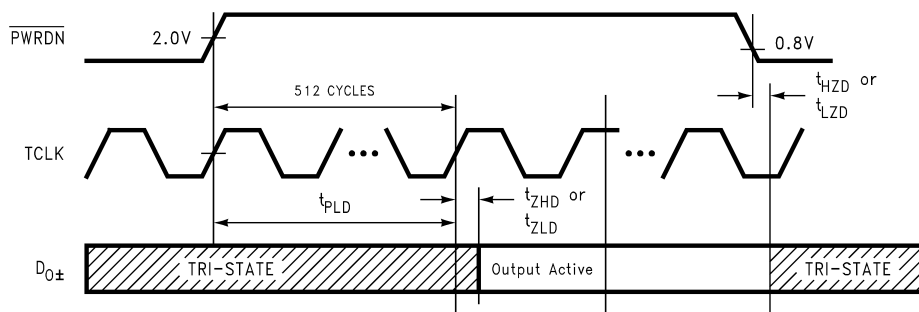 PWRDN
2.0V
0.8V
512 CYCLES
tHZD or
tLZD
TCLK
tPLD
tZHD or
tZLD
DO±
TRI-STATE
Output Active
TRI-STATE